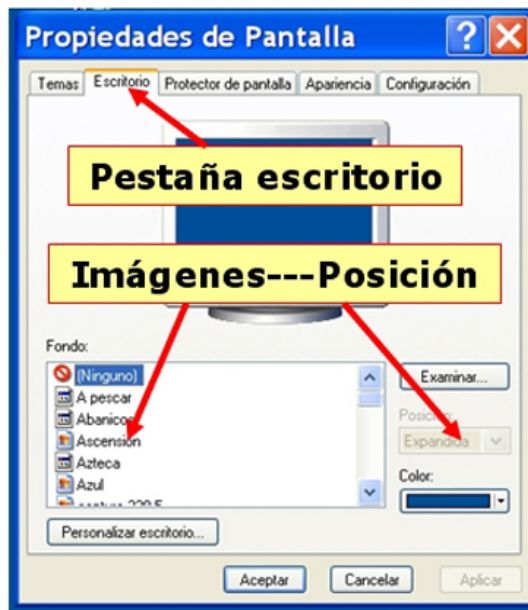 Propiedades de Pantalla
Temas Escritorio Protector de pantalla Apariencia Configuración
Pestaña escritorio
Imágenes---Posición
Fondo:
(Ninguno)
A pescar
Abanicos
Ascensión
Azteca
Azul
Examinar...
Posición:
Expandida
Color:
Personalizar escritorio...
Aceptar Cancelar Aplicar